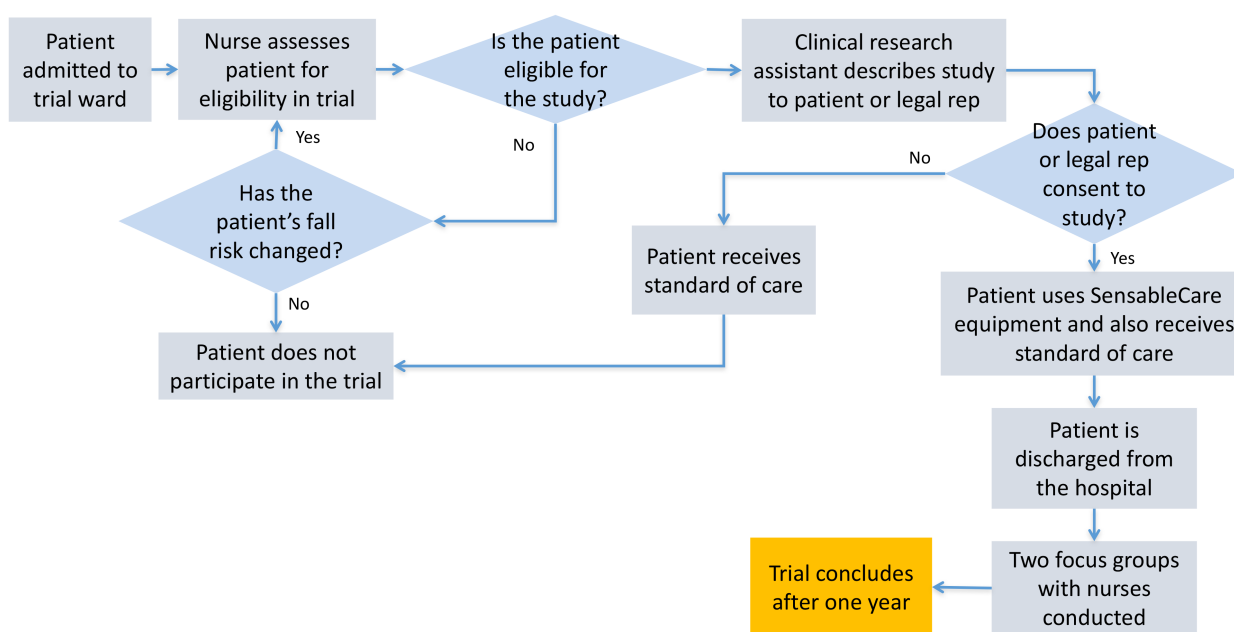 Patient
admitted to
trial ward
Nurse assesses
patient for
eligibility in trial
Is the patient
eligible for
the study?
Clinical research
assistant describes study
to patient or legal rep
Yes
No
Does patient
or legal rep
consent to
study?
No
Has the
patient’s fall
risk changed?
Patient receives
standard of care
Yes
No
Patient uses SensableCare
equipment and also receives
standard of care
Patient does not
participate in the trial
Patient is
discharged from
the hospital
Two focus groups
with nurses
conducted
Trial concludes
after one year